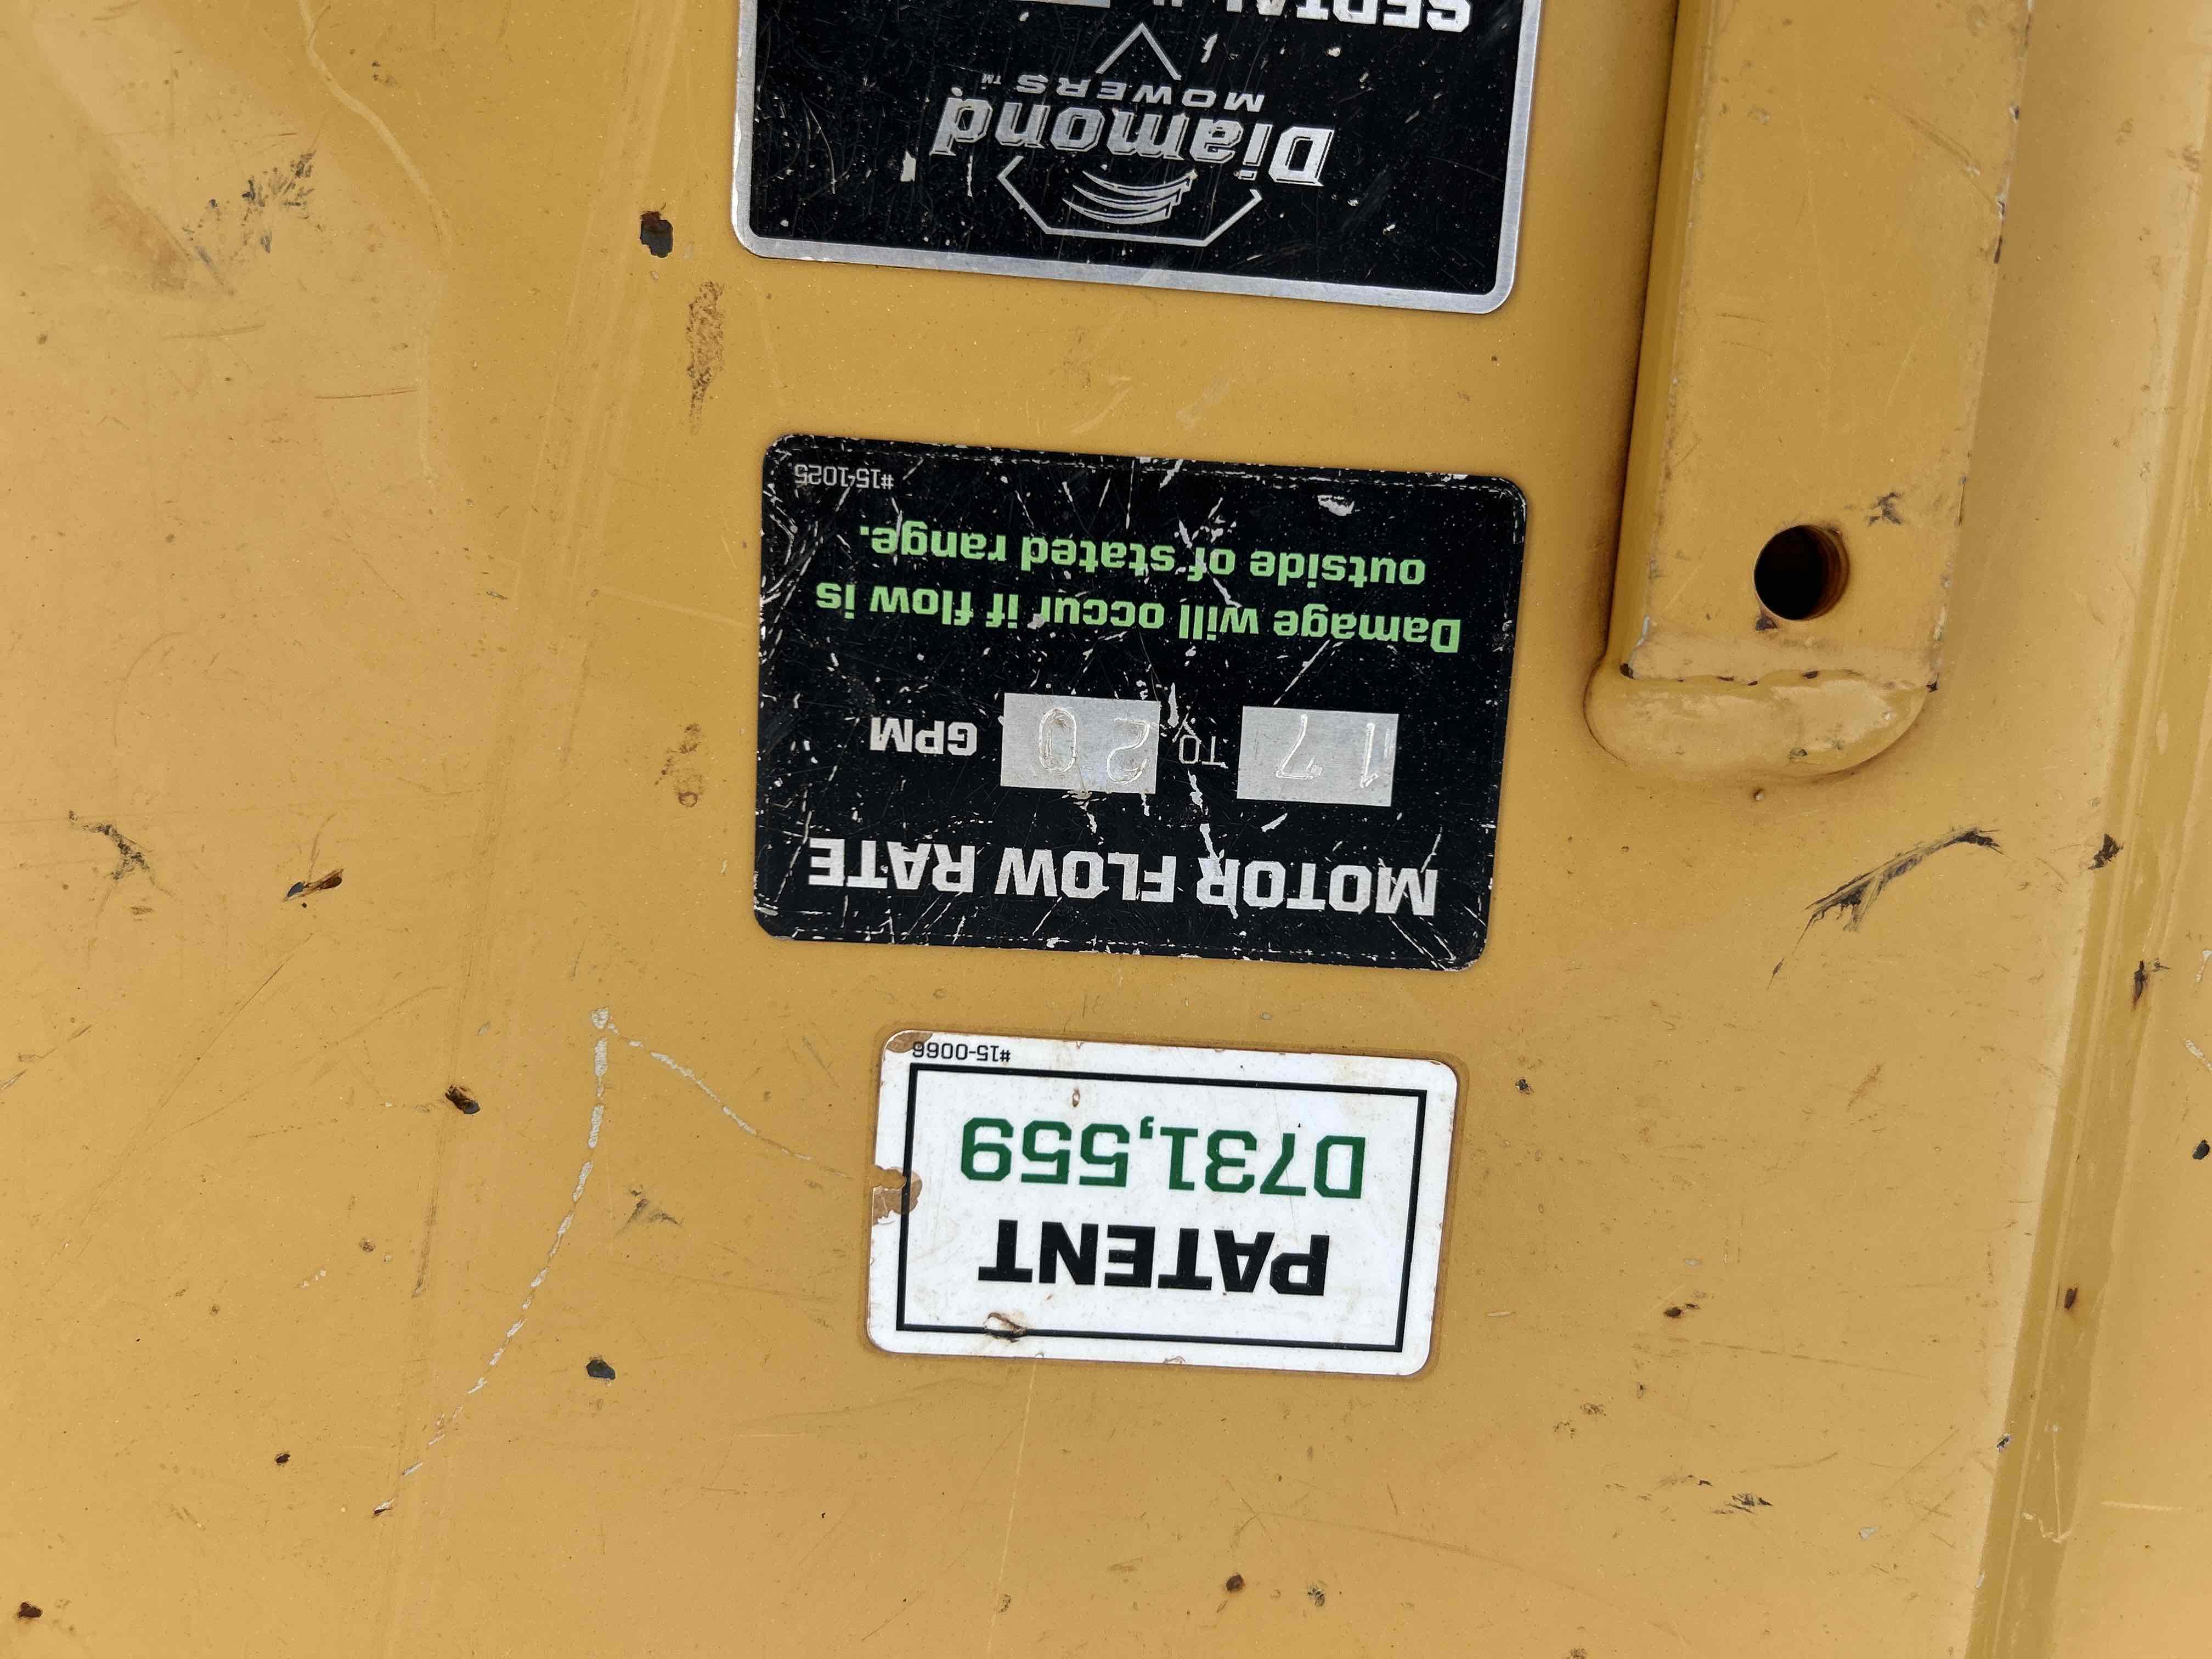 PATENT
D731,559
#15-0066
MOTOR FLOW RATE
17 TO 20 GPM
Damage will occur if flow is
outside of stated range.
#15-1025
Diamond
MOWERS™
SERIAL #